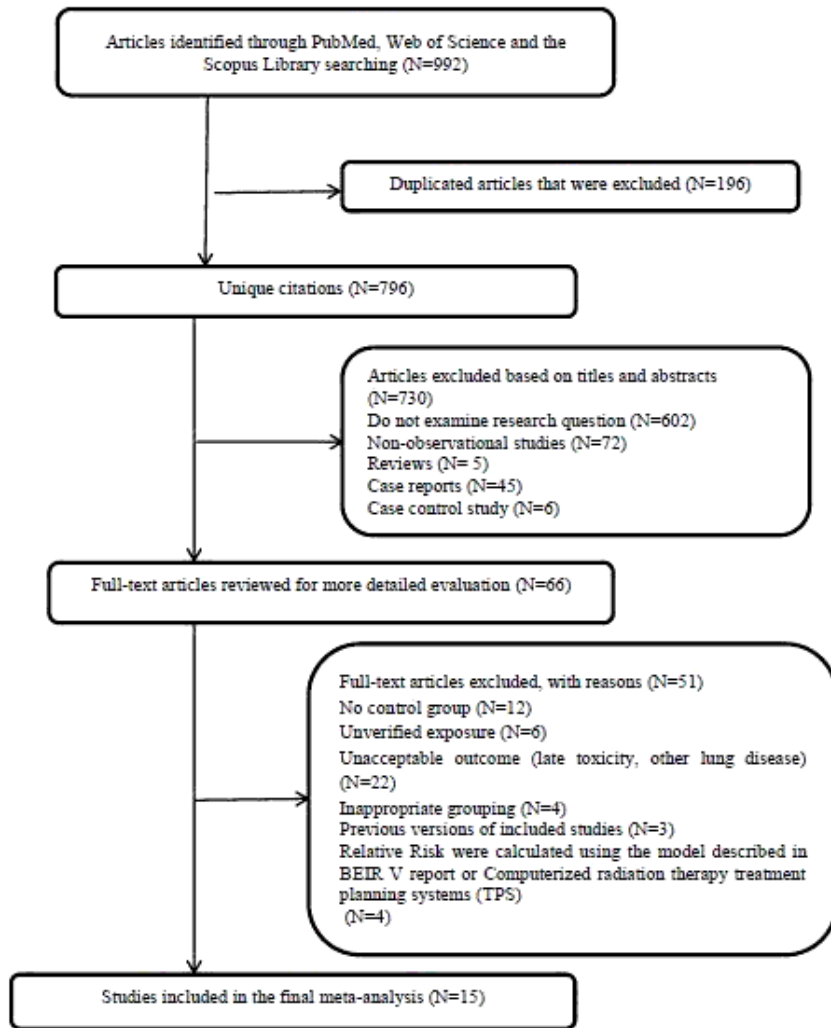 Articles identified through PubMed, Web of Science and the
Scopus Library searching (N=992)
Duplicated articles that were excluded (N=196)
Unique citations (N=796)
Articles excluded based on titles and abstracts
(N=730)
Do not examine research question (N=602)
Non-observational studies (N=72)
Reviews (N= 5)
Case reports (N=45)
Case control study (N=6)
Full-text articles reviewed for more detailed evaluation (N=66)
Full-text articles excluded, with reasons (N=51)
No control group (N=12)
Unverified exposure (N=6)
Unacceptable outcome (late toxicity, other lung disease)
(N=22)
Inappropriate grouping (N=4)
Previous versions of included studies (N=3)
Relative Risk were calculated using the model described in
BEIR V report or Computerized radiation therapy treatment
planning systems (TPS)
(N=4)
Studies included in the final meta-analysis (N=15)